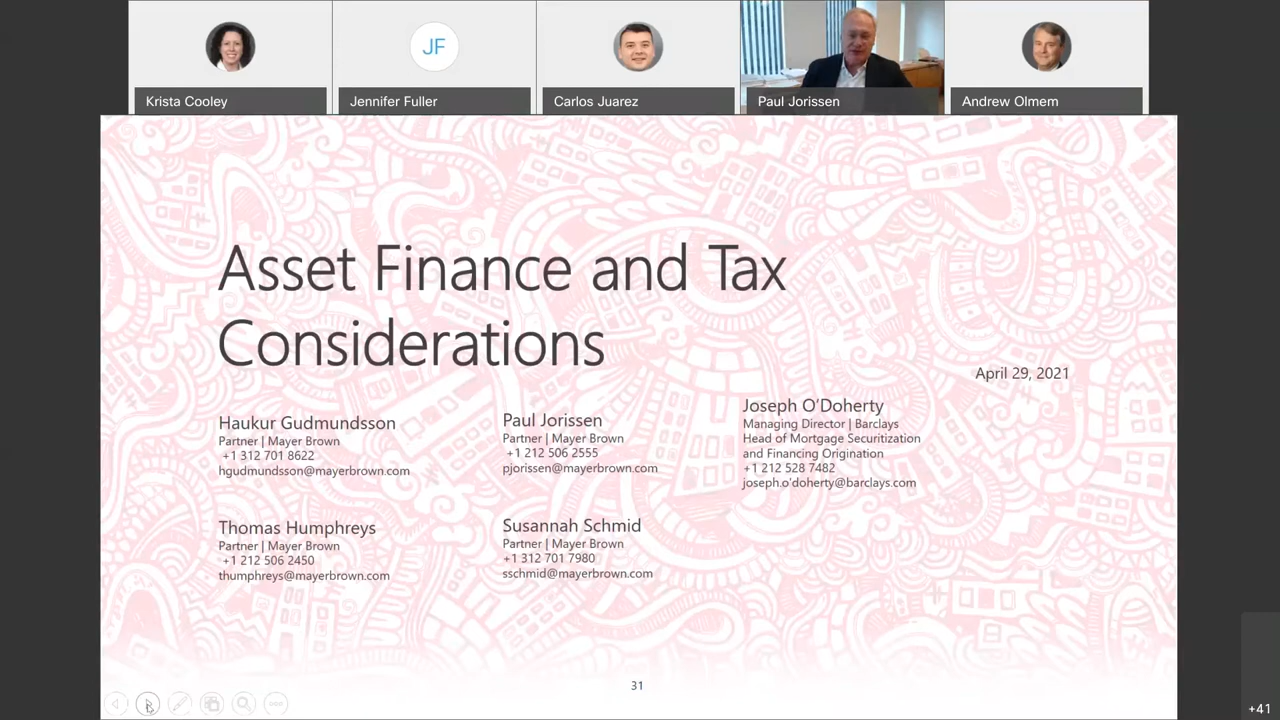 Krista Cooley
JF
Jennifer Fuller
Carlos Juarez
Paul Jorissen
Andrew Olmem
Asset Finance and Tax
Considerations
April 29, 2021
Haukur Gudmundsson
Partner | Mayer Brown
+1 312 701 8622
hgudmundsson@mayerbrown.com
Paul Jorissen
Partner | Mayer Brown
+1 212 506 2555
pjorissen@mayerbrown.com
Joseph O’Doherty
Managing Director | Barclays
Head of Mortgage Securitization
and Financing Origination
+1 212 528 7482
joseph.o'doherty@barclays.com
Thomas Humphreys
Partner | Mayer Brown
+1 212 506 2450
thumphreys@mayerbrown.com
Susannah Schmid
Partner | Mayer Brown
+1 312 701 7980
sschmid@mayerbrown.com
31
+41